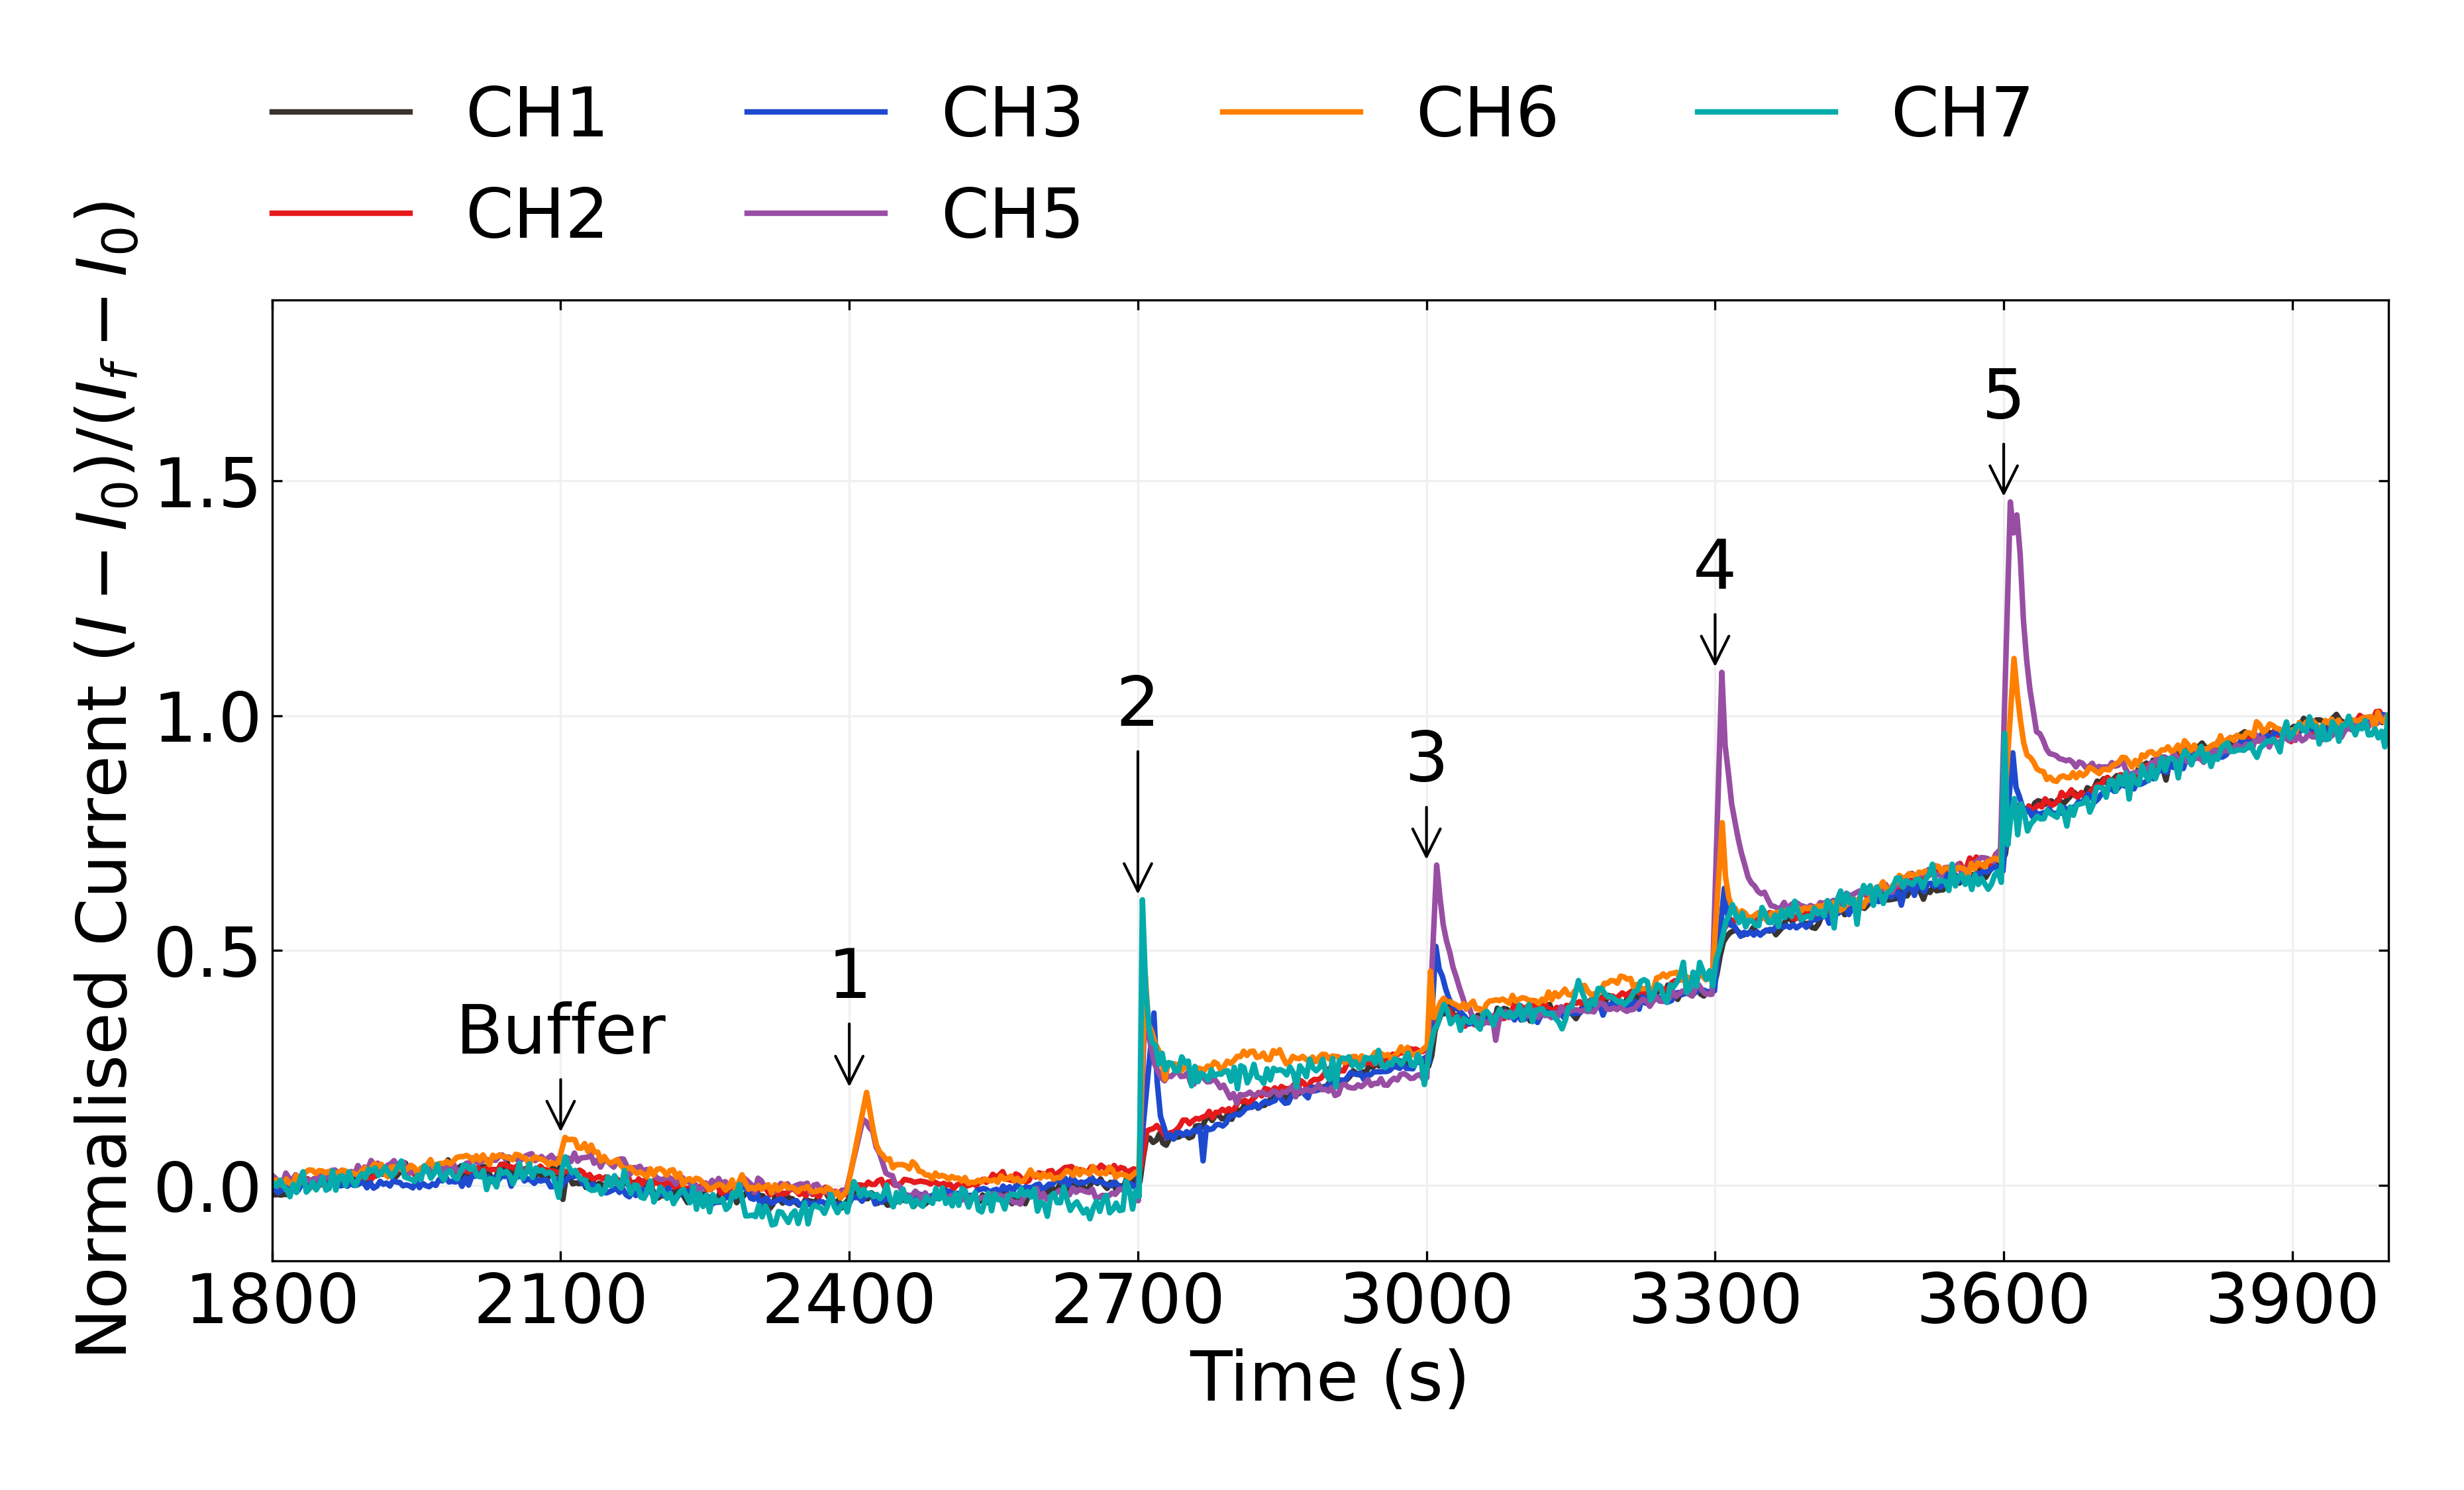 CH1 CH3 CH6 CH7
CH2 CH5
Normalised Current (I − I₀)/(I_f − I₀)
1.5
1.0
0.5
0.0
Buffer
1
2
3
4
5
1800 2100 2400 2700 3000 3300 3600 3900
Time (s)